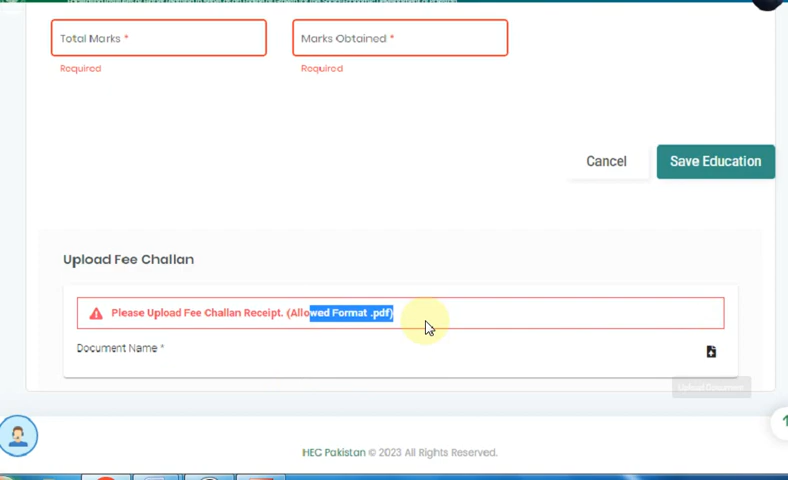 Total Marks *
Marks Obtained *
Required
Required
Cancel
Save Education
Upload Fee Challan
Please Upload Fee Challan Receipt. (Allowed Format .pdf)
Document Name *
Upload Document
HEC Pakistan © 2023 All Rights Reserved.